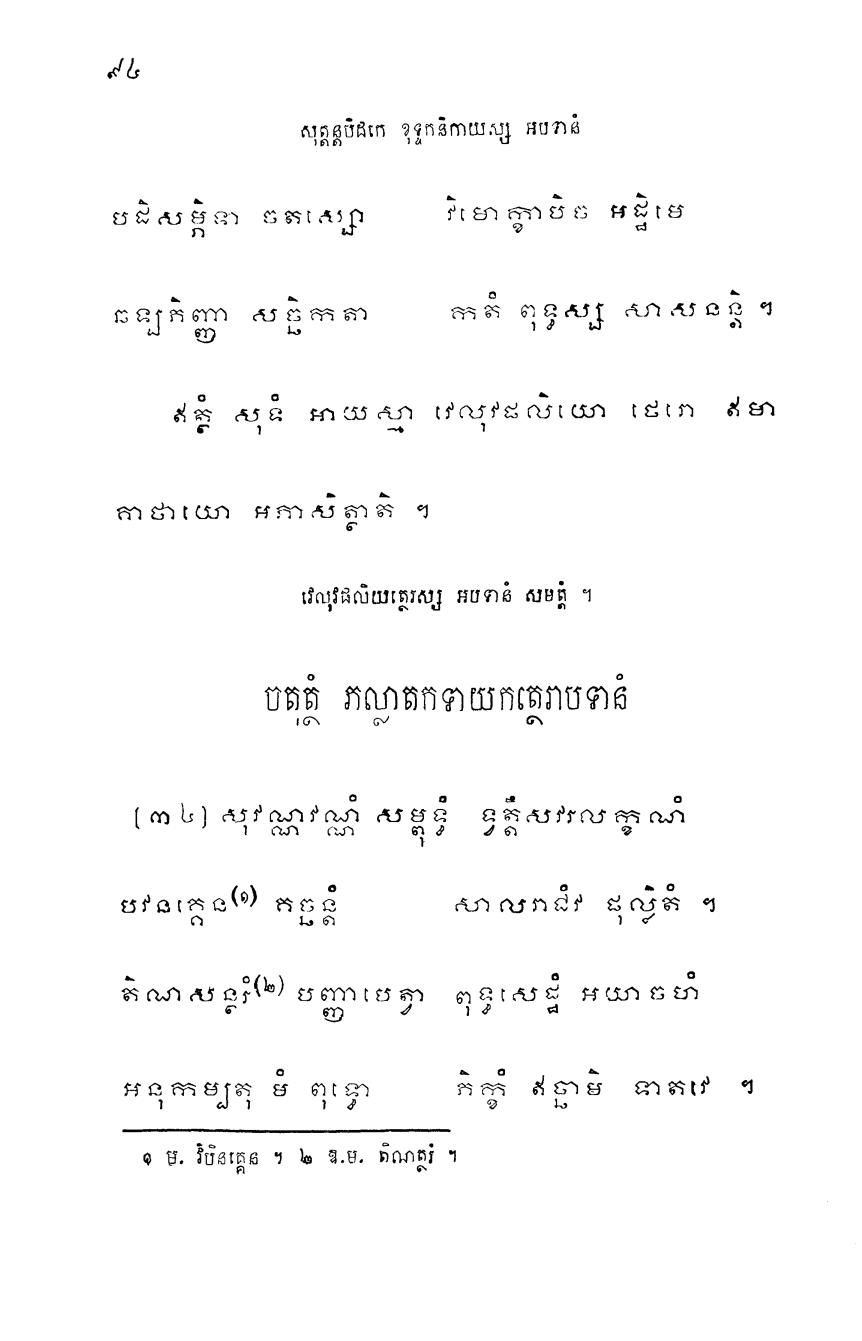 ៩៤
សុត្តន្តបិដកេ ខុទ្ទកនិកាយស្ស អបទានំ
បដិសម្ភិទា ចតស្សោ វិមោក្ខាបិច អដ្ឋិមេ
ឆឡភិញ្ញា សច្ឆិកតា កតំ ពុទ្ធស្ស សាសនន្តិ ។
ឥត្ថំ សុទំ អាយស្មា វេលុវផលិយោ ថេរោ ឥមា
គាថាយោ អភាសិត្ថាតិ ។
វេលុវផលិយត្ថេរស្ស អបទានំ សមត្តំ ។
ចតុត្ថំ ភល្លាតកទាយកត្ថេរាបទានំ
(៣៤) សុវណ្ណវណ្ណំ សម្ពុទ្ធំ ទ្វត្តឹសវរលក្ខណំ
បវនគ្គេន(១) គច្ឆន្តំ សាលរាជំវ ផុល្លិតំ ។
តិណសន្ថរំ(២) បញ្ញាបេត្វា ពុទ្ធសេដ្ឋំ អយាចហំ
អនុកម្បតុ មំ ពុទ្ធោ ភិក្ខំ ឥច្ឆាមិ ទាតវេ ។
១ ម. វិបិនគ្គេន ។ ២ ឱ.ម. តិណត្ថរំ ។